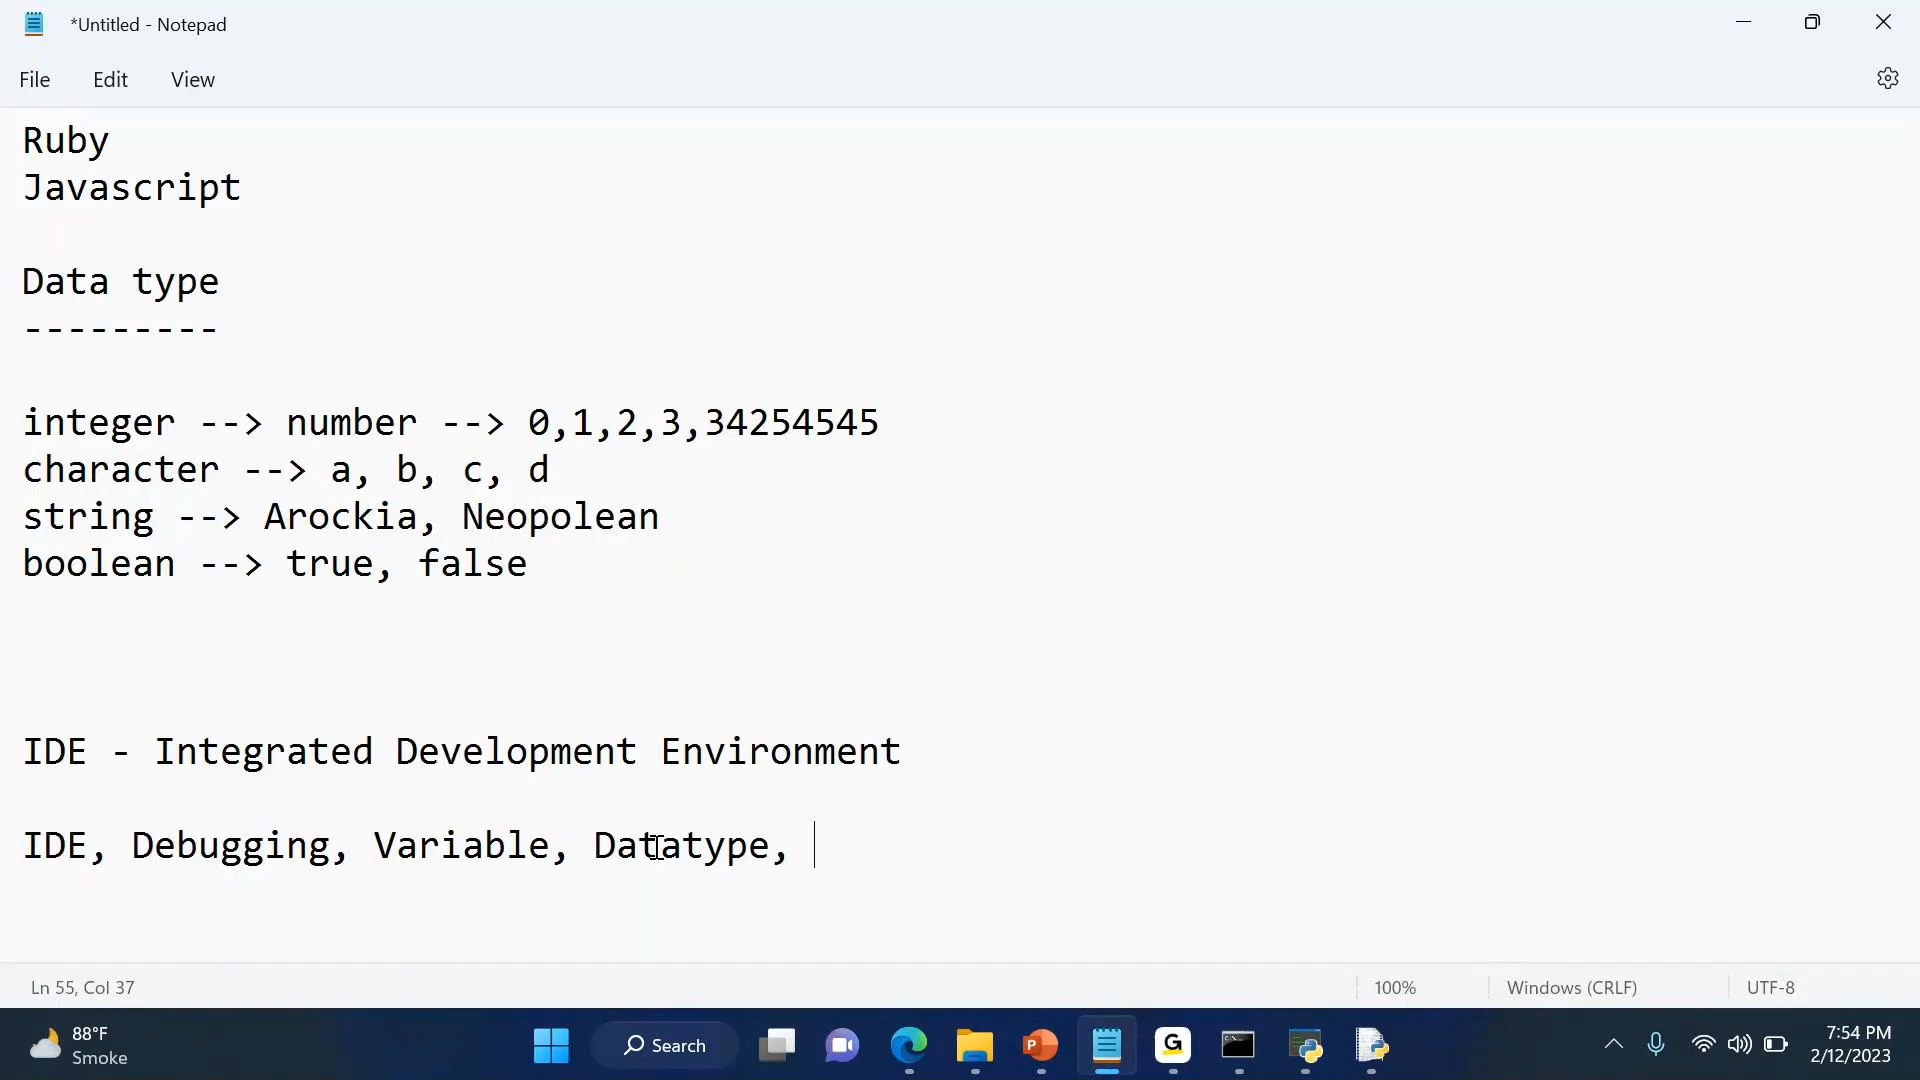 *Untitled - Notepad
File Edit View
Ruby
Javascript
Data type
---------
integer --> number --> 0,1,2,3,34254545
character --> a, b, c, d
string --> Arockia, Neopolean
boolean --> true, false
IDE - Integrated Development Environment
IDE, Debugging, Variable, Datatype,
Ln 55, Col 37 100% Windows (CRLF) UTF-8
88°F
Smoke
Search
7:54 PM
2/12/2023